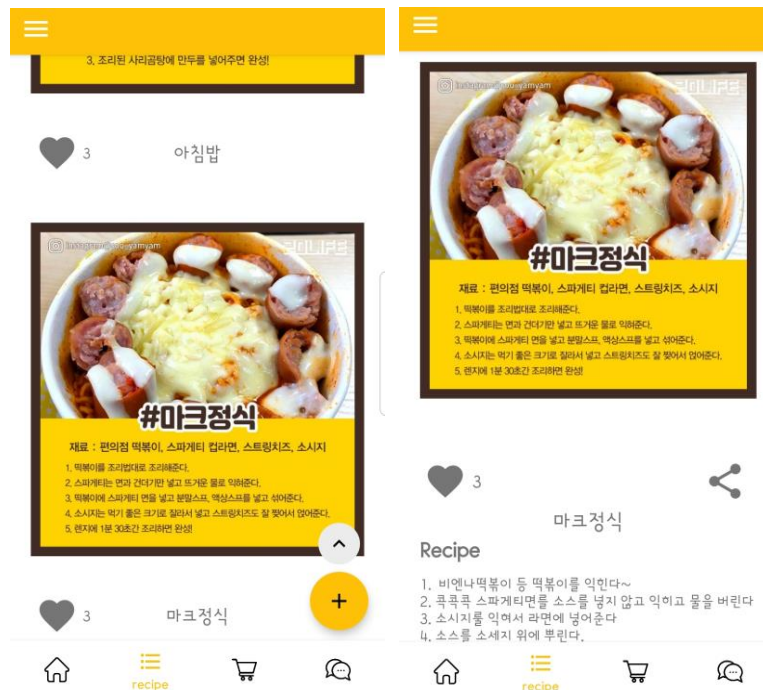 3. 조리된 사리곰탕에 만두를 넣어주면 완성!
3
아침밥
instagram@you_yamyam
20LIFE
#마크정식
재료 : 편의점 떡볶이, 스파게티 컵라면, 스트링치즈, 소시지
1. 떡볶이를 조리법대로 조리해준다.
2. 스파게티는 면과 건더기만 넣고 뜨거운 물로 익혀준다.
3. 떡볶이에 스파게티 면을 넣고 분말스프, 액상스프를 넣고 섞어준다.
4. 소시지는 먹기 좋은 크기로 잘라서 넣고 스트링치즈도 잘 찢어서 얹어준다.
5. 렌지에 1분 30초간 조리하면 완성!
3
마크정식
recipe
instagram@you_yamyam
20LIFE
#마크정식
재료 : 편의점 떡볶이, 스파게티 컵라면, 스트링치즈, 소시지
1. 떡볶이를 조리법대로 조리해준다.
2. 스파게티는 면과 건더기만 넣고 뜨거운 물로 익혀준다.
3. 떡볶이에 스파게티 면을 넣고 분말스프, 액상스프를 넣고 섞어준다.
4. 소시지는 먹기 좋은 크기로 잘라서 넣고 스트링치즈도 잘 찢어서 얹어준다.
5. 렌지에 1분 30초간 조리하면 완성!
3
마크정식
Recipe
1. 비엔나떡볶이 등 떡볶이를 익힌다~
2. 콕콕콕 스파게티면를 소스를 넣지 않고 익히고 물을 버린다
3. 소시지를 익혀서 라면에 넣어준다
4. 소스를 소세지 위에 뿌린다.
recipe